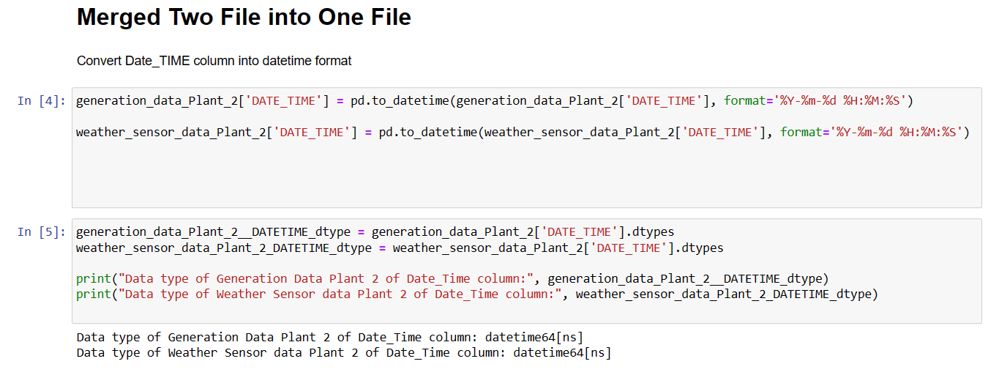 Merged Two File into One File
Convert Date_TIME column into datetime format
In [4]:
generation_data_Plant_2['DATE_TIME'] = pd.to_datetime(generation_data_Plant_2['DATE_TIME'], format='%Y-%m-%d %H:%M:%S')
weather_sensor_data_Plant_2['DATE_TIME'] = pd.to_datetime(weather_sensor_data_Plant_2['DATE_TIME'], format='%Y-%m-%d %H:%M:%S')
In [5]:
generation_data_Plant_2__DATETIME_dtype = generation_data_Plant_2['DATE_TIME'].dtypes
weather_sensor_data_Plant_2_DATETIME_dtype = weather_sensor_data_Plant_2['DATE_TIME'].dtypes
print("Data type of Generation Data Plant 2 of Date_Time column:", generation_data_Plant_2__DATETIME_dtype)
print("Data type of Weather Sensor data Plant 2 of Date_Time column:", weather_sensor_data_Plant_2_DATETIME_dtype)
Data type of Generation Data Plant 2 of Date_Time column: datetime64[ns]
Data type of Weather Sensor data Plant 2 of Date_Time column: datetime64[ns]